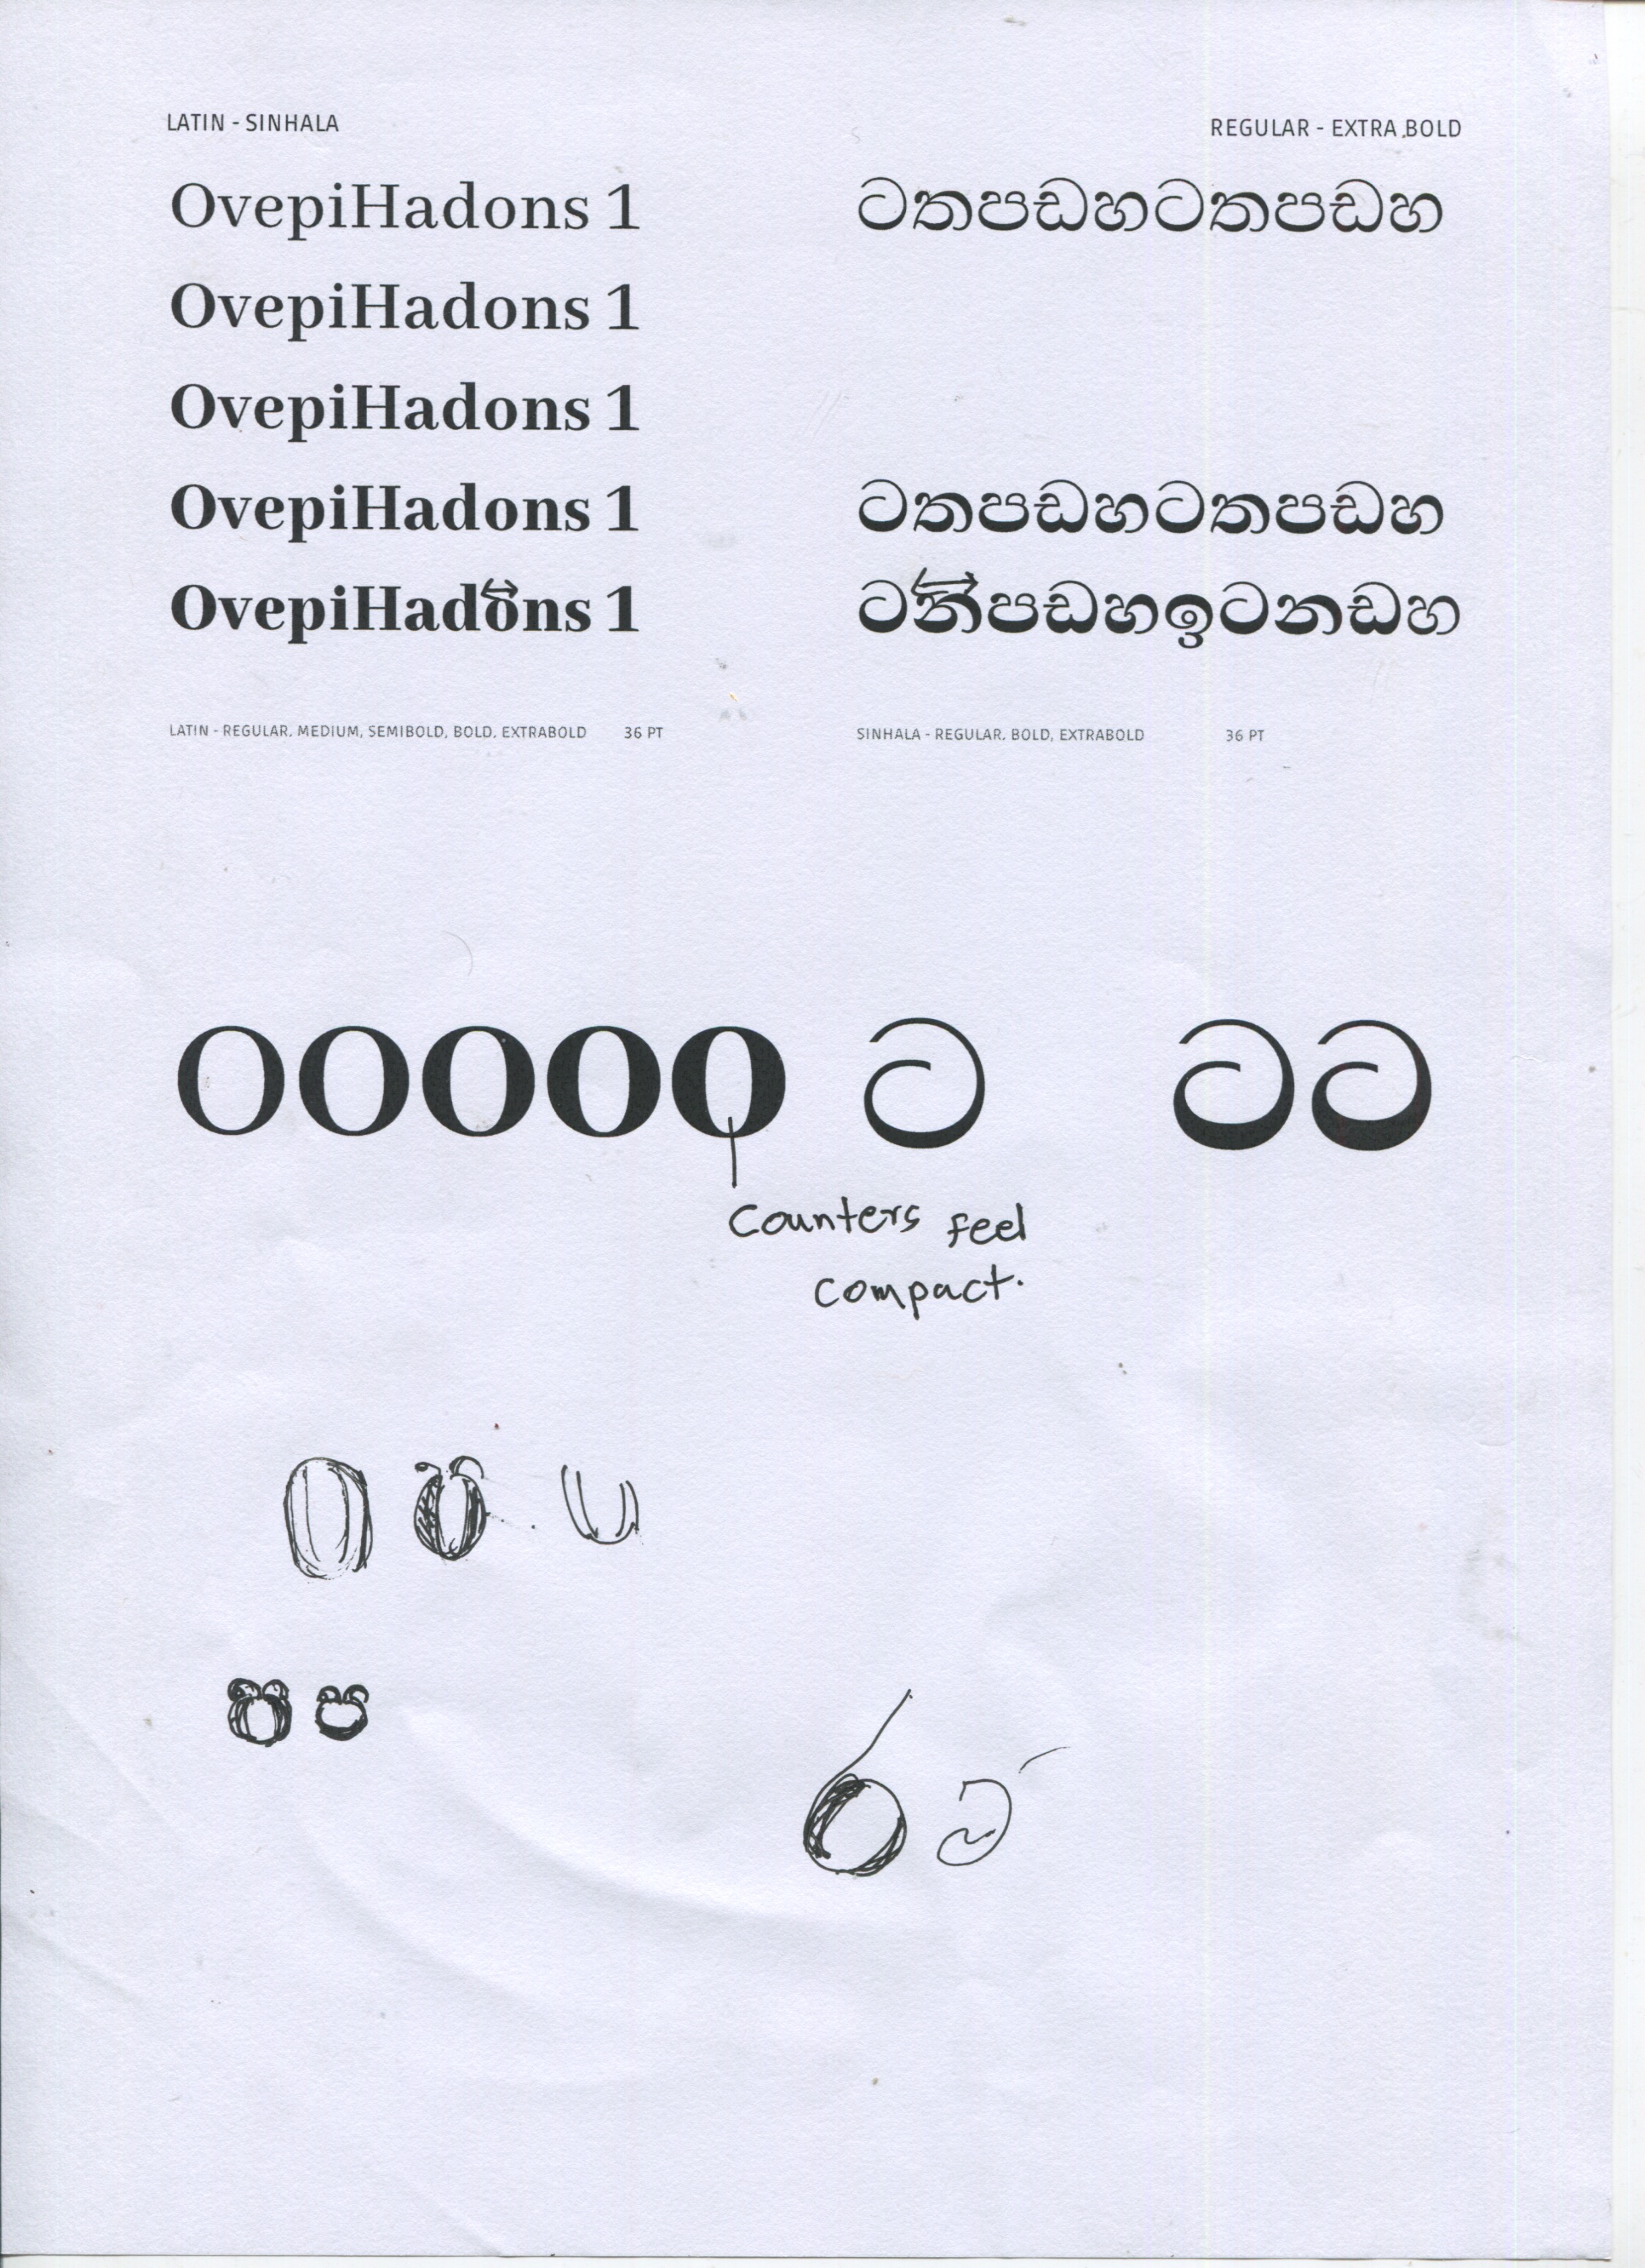 LATIN - SINHALA
REGULAR - EXTRA BOLD
OvepiHadons 1
ටතපඩහටතපඩහ
OvepiHadons 1
OvepiHadons 1
OvepiHadons 1
ටතපඩහටතපඩහ
OvepiHadons 1
ටනපඩහඉටනඩහ
LATIN - REGULAR, MEDIUM, SEMIBOLD, BOLD, EXTRABOLD 36 PT
SINHALA - REGULAR, BOLD, EXTRABOLD 36 PT
OOOOO ට ටට
Counters feel
compact.